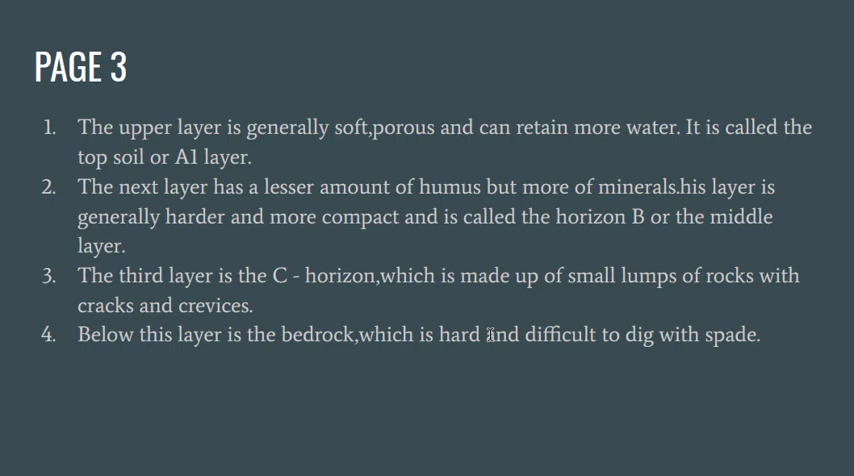 PAGE 3
1. The upper layer is generally soft,porous and can retain more water. It is called the
top soil or A1 layer.
2. The next layer has a lesser amount of humus but more of minerals.his layer is
generally harder and more compact and is called the horizon B or the middle
layer.
3. The third layer is the C - horizon,which is made up of small lumps of rocks with
cracks and crevices.
4. Below this layer is the bedrock,which is hard and difficult to dig with spade.